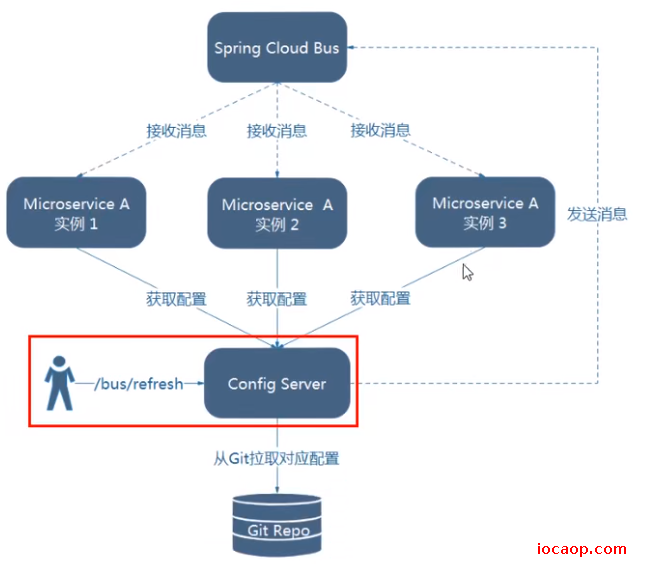 Spring Cloud Bus
接收消息
接收消息
接收消息
Microservice A
实例 1
Microservice A
实例 2
Microservice A
实例 3
发送消息
获取配置
获取配置
获取配置
/bus/refresh
Config Server
从Git拉取对应配置
Git Repo
iocaop.com